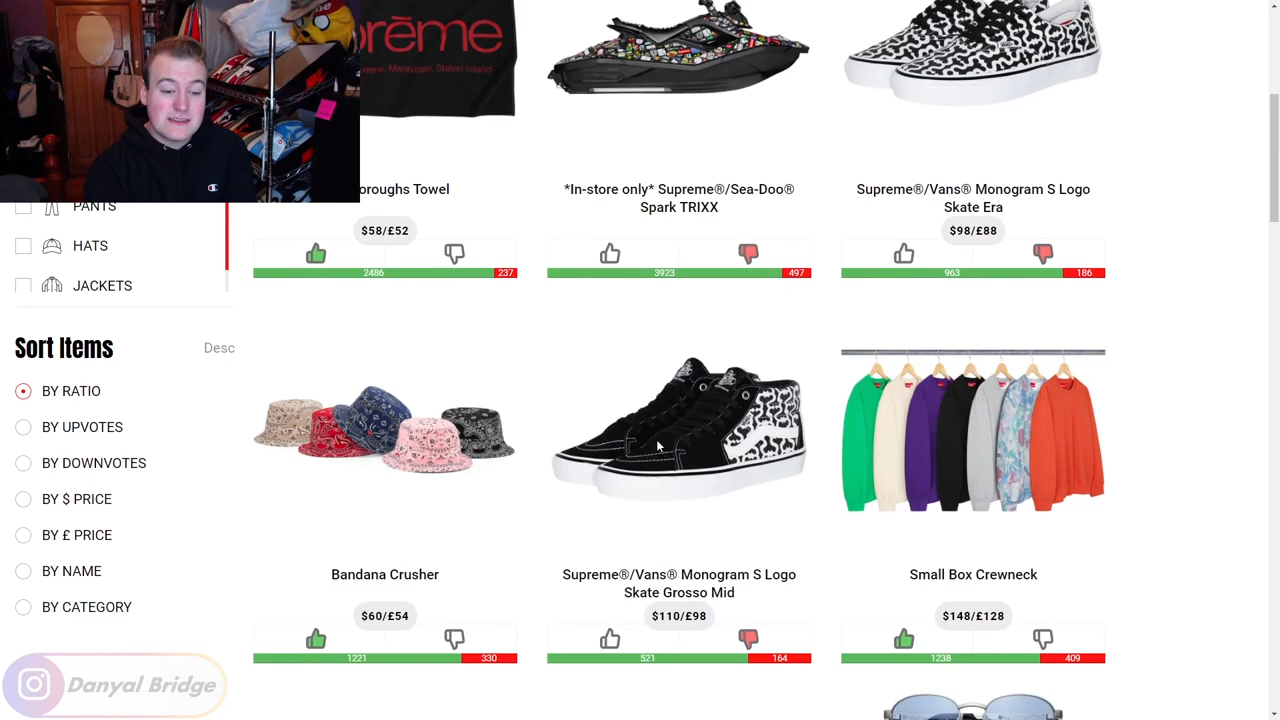 Manhattan, Staten Island
oroughs Towel
$58/£52
2486
237
*In-store only* Supreme®/Sea-Doo®
Spark TRIXX
3923
497
Supreme®/Vans® Monogram S Logo
Skate Era
$98/£88
963
186
PANTS
HATS
JACKETS
Sort Items
Desc
BY RATIO
BY UPVOTES
BY DOWNVOTES
BY $ PRICE
BY £ PRICE
BY NAME
BY CATEGORY
Bandana Crusher
$60/£54
1221
330
Supreme®/Vans® Monogram S Logo
Skate Grosso Mid
$110/£98
521
164
Small Box Crewneck
$148/£128
1238
409
Danyal Bridge